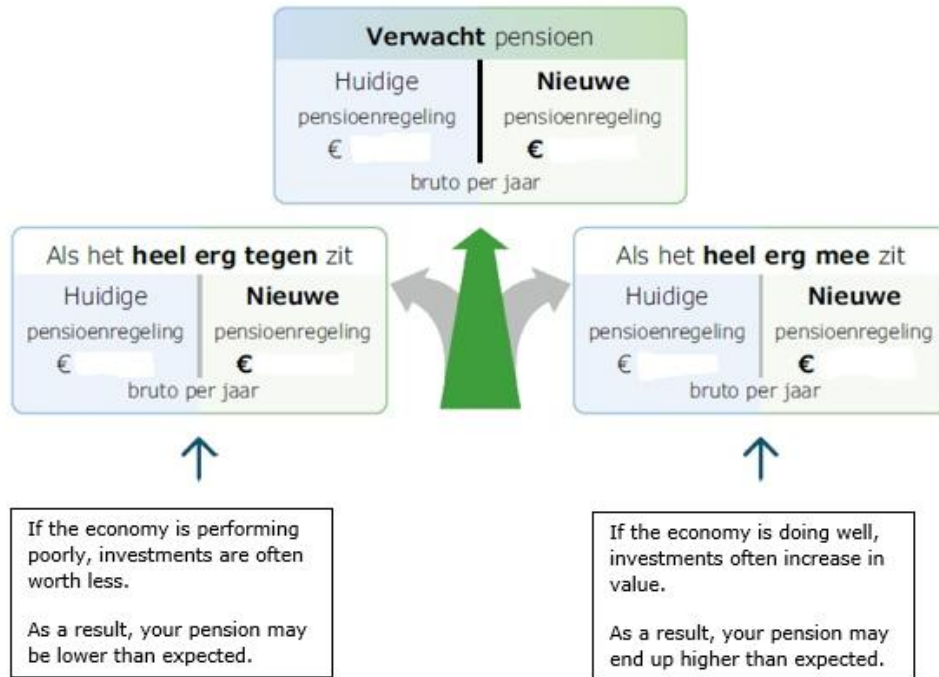 Verwacht pensioen
Huidige
pensioenregeling
€
Nieuwe
pensioenregeling
€
bruto per jaar
Als het heel erg tegen zit
Huidige
pensioenregeling
€
Nieuwe
pensioenregeling
€
bruto per jaar
Als het heel erg mee zit
Huidige
pensioenregeling
€
Nieuwe
pensioenregeling
€
bruto per jaar
If the economy is performing
poorly, investments are often
worth less.
As a result, your pension may
be lower than expected.
If the economy is doing well,
investments often increase in
value.
As a result, your pension may
end up higher than expected.